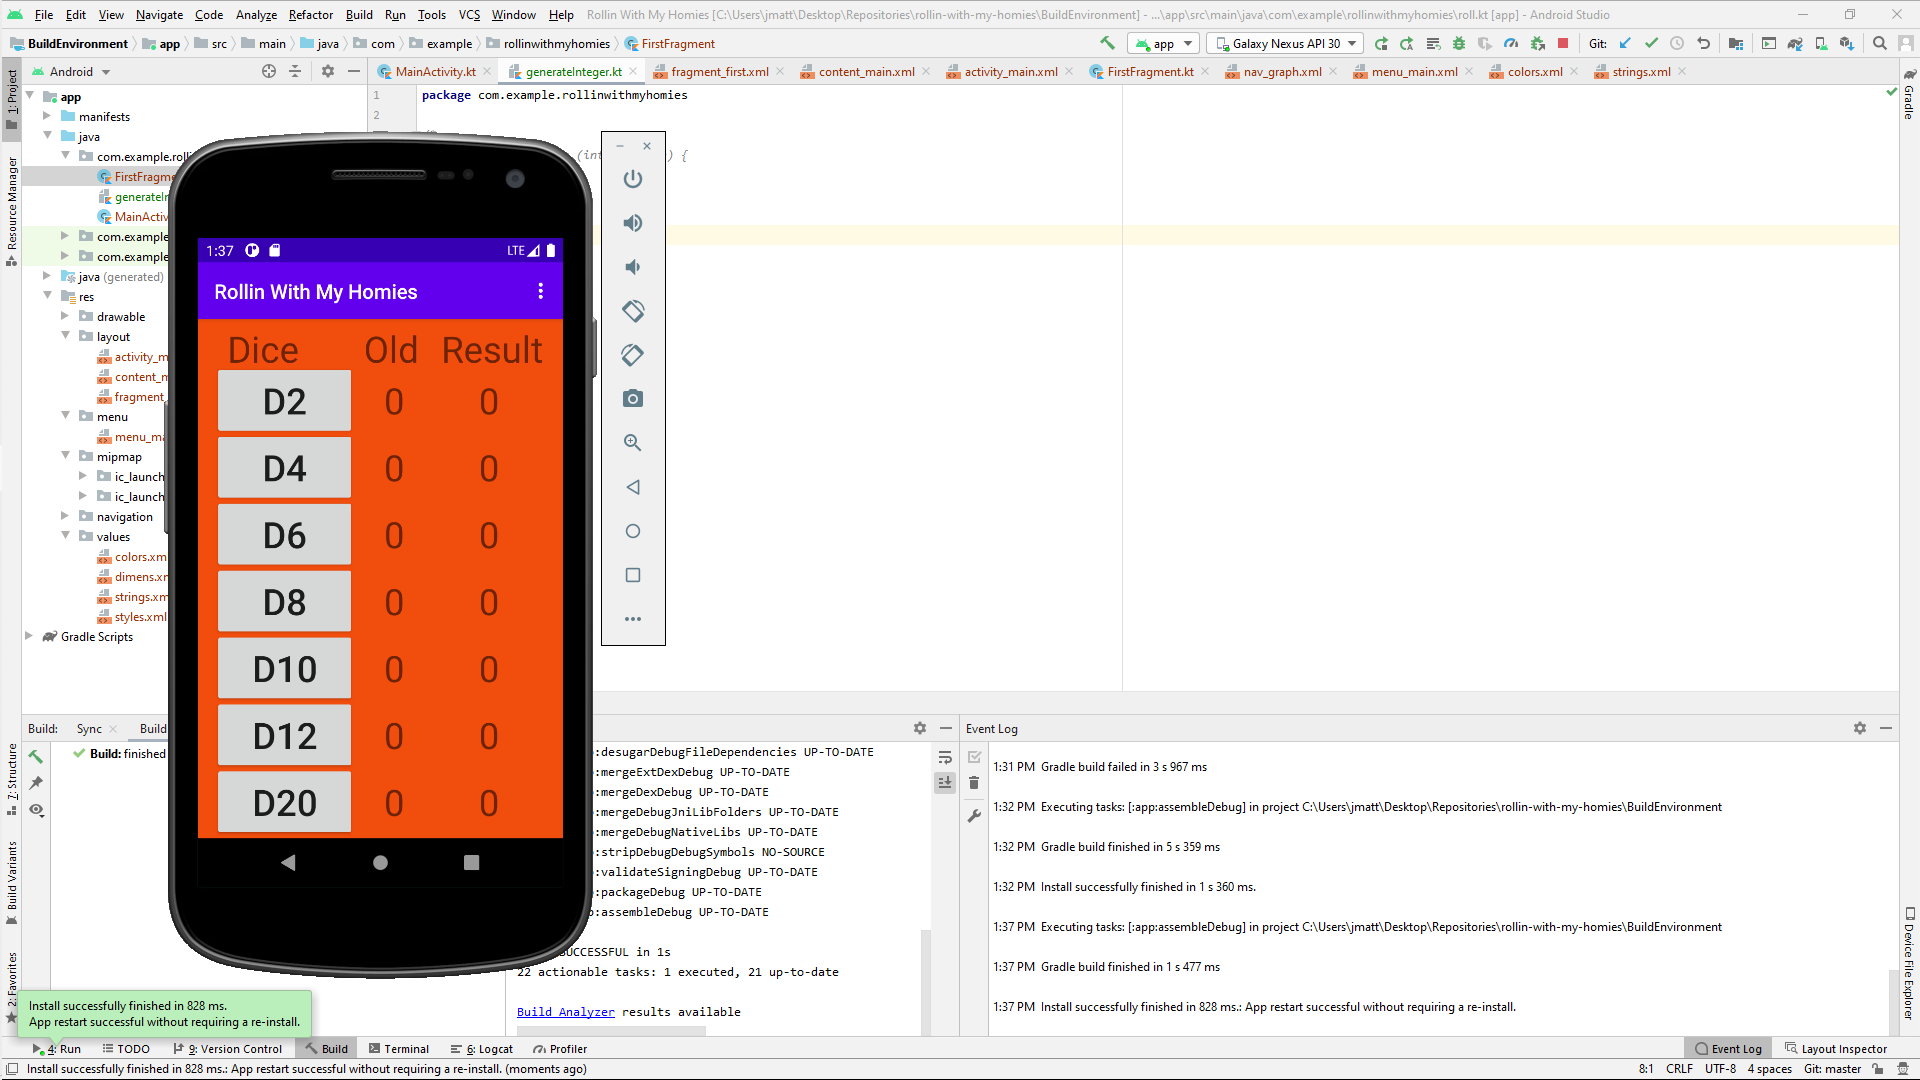 File Edit View Navigate Code Analyze Refactor Build Run Tools VCS Window Help Rollin With My Homies [C:\Users\jmatt\Desktop\Repositories\rollin-with-my-homies\BuildEnvironment] - ...\app\src\main\java\com\example\rollinwithmyhomies\roll.kt [app] - Android Studio
BuildEnvironment app src main java com example rollinwithmyhomies FirstFragment app Galaxy Nexus API 30 Git:
Android MainActivity.kt generateInteger.kt fragment_first.xml content_main.xml activity_main.xml FirstFragment.kt nav_graph.xml menu_main.xml colors.xml strings.xml
1: Project
Resource Manager
7: Structure
Build Variants
2: Favorites
app
manifests
java
com.example.rolli
FirstFragme
generateIn
MainActiv
com.example
com.example
java (generated)
res
drawable
layout
activity_m
content_m
fragment_
menu
menu_ma
mipmap
ic_launch
ic_launch
navigation
values
colors.xm
dimens.xm
strings.xm
styles.xml
Gradle Scripts
1 package com.example.rollinwithmyhomies
2
(int ) {
1:37 LTE
Rollin With My Homies
Dice Old Result
D2 0 0
D4 0 0
D6 0 0
D8 0 0
D10 0 0
D12 0 0
D20 0 0
Build: Sync Build
Build: finished
:desugarDebugFileDependencies UP-TO-DATE
:mergeExtDexDebug UP-TO-DATE
:mergeDexDebug UP-TO-DATE
:mergeDebugJniLibFolders UP-TO-DATE
:mergeDebugNativeLibs UP-TO-DATE
:stripDebugDebugSymbols NO-SOURCE
:validateSigningDebug UP-TO-DATE
:packageDebug UP-TO-DATE
:assembleDebug UP-TO-DATE
SUCCESSFUL in 1s
22 actionable tasks: 1 executed, 21 up-to-date
Build Analyzer results available
Event Log
1:31 PM Gradle build failed in 3 s 967 ms
1:32 PM Executing tasks: [:app:assembleDebug] in project C:\Users\jmatt\Desktop\Repositories\rollin-with-my-homies\BuildEnvironment
1:32 PM Gradle build finished in 5 s 359 ms
1:32 PM Install successfully finished in 1 s 360 ms.
1:37 PM Executing tasks: [:app:assembleDebug] in project C:\Users\jmatt\Desktop\Repositories\rollin-with-my-homies\BuildEnvironment
1:37 PM Gradle build finished in 1 s 477 ms
1:37 PM Install successfully finished in 828 ms.: App restart successful without requiring a re-install.
Gradle
Device File Explorer
Install successfully finished in 828 ms.
App restart successful without requiring a re-install.
4: Run TODO 9: Version Control Build Terminal 6: Logcat Profiler Event Log Layout Inspector
Install successfully finished in 828 ms.: App restart successful without requiring a re-install. (moments ago) 8:1 CRLF UTF-8 4 spaces Git: master